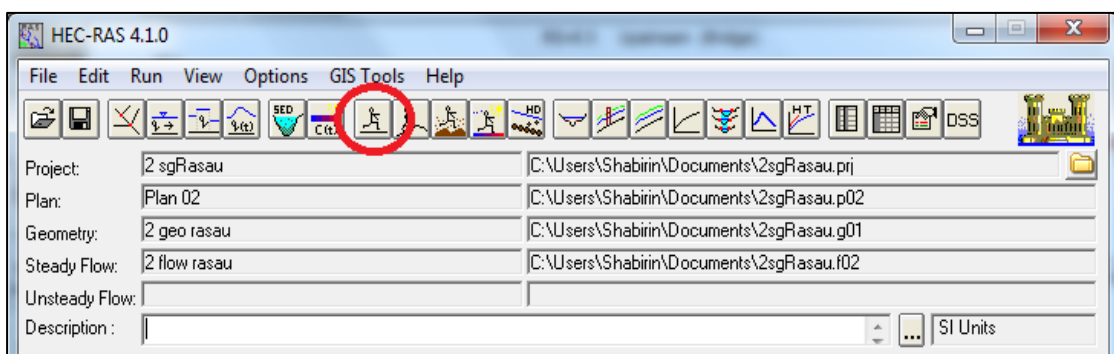 HEC-RAS 4.1.0
File Edit Run View Options GIS Tools Help
SED C(t) HD HT DSS
Project: 2 sgRasau C:\Users\Shabirin\Documents\2sgRasau.prj
Plan: Plan 02 C:\Users\Shabirin\Documents\2sgRasau.p02
Geometry: 2 geo rasau C:\Users\Shabirin\Documents\2sgRasau.g01
Steady Flow: 2 flow rasau C:\Users\Shabirin\Documents\2sgRasau.f02
Unsteady Flow:
Description : ... SI Units